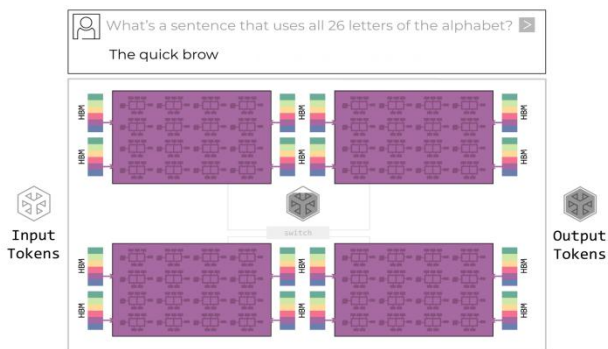 What's a sentence that uses all 26 letters of the alphabet? >
The quick brow
HBM HBM HBM HBM
HBM HBM HBM HBM
switch
Input
Tokens
Output
Tokens
HBM HBM HBM HBM
HBM HBM HBM HBM